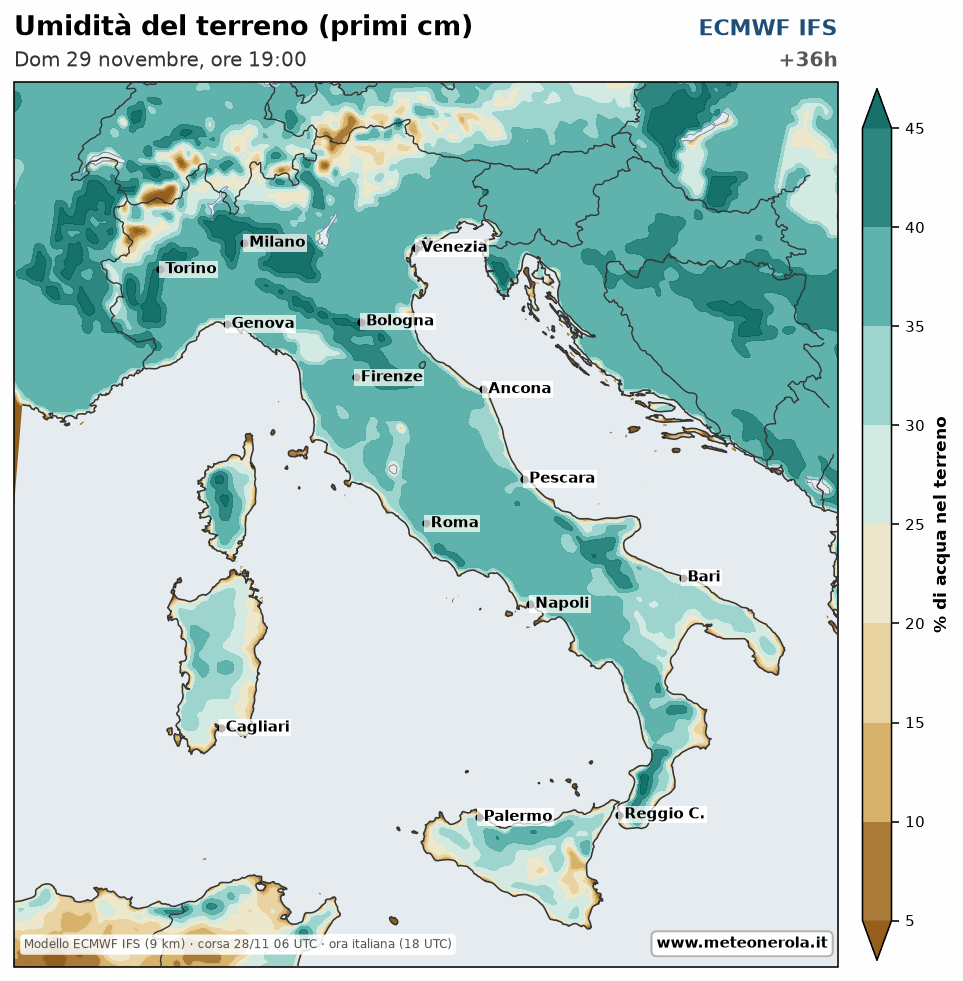 Umidità del terreno (primi cm)
ECMWF IFS
Dom 29 novembre, ore 19:00
+36h
45
40
35
30
25
20
15
10
5
% di acqua nel terreno
Milano
Venezia
Torino
Genova
Bologna
Firenze
Ancona
Pescara
Roma
Bari
Napoli
Cagliari
Palermo
Reggio C.
Modello ECMWF IFS (9 km) · corsa 28/11 06 UTC · ora italiana (18 UTC)
www.meteonerola.it